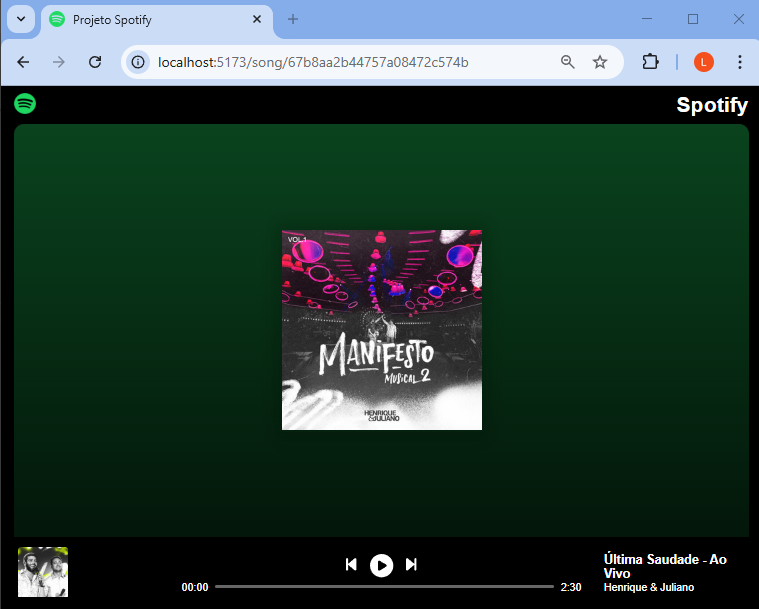 Projeto Spotify
localhost:5173/song/67b8aa2b44757a08472c574b
L
Spotify
VOL.1
MANIFESTO
MUSICAL 2
HENRIQUE
&JULIANO
00:00
2:30
Última Saudade - Ao
Vivo
Henrique & Juliano